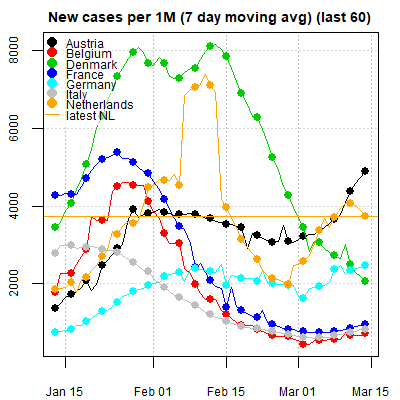 New cases per 1M (7 day moving avg) (last 60)
8000
6000
4000
2000
Austria
Belgium
Denmark
France
Germany
Italy
Netherlands
latest NL
Jan 15
Feb 01
Feb 15
Mar 01
Mar 15